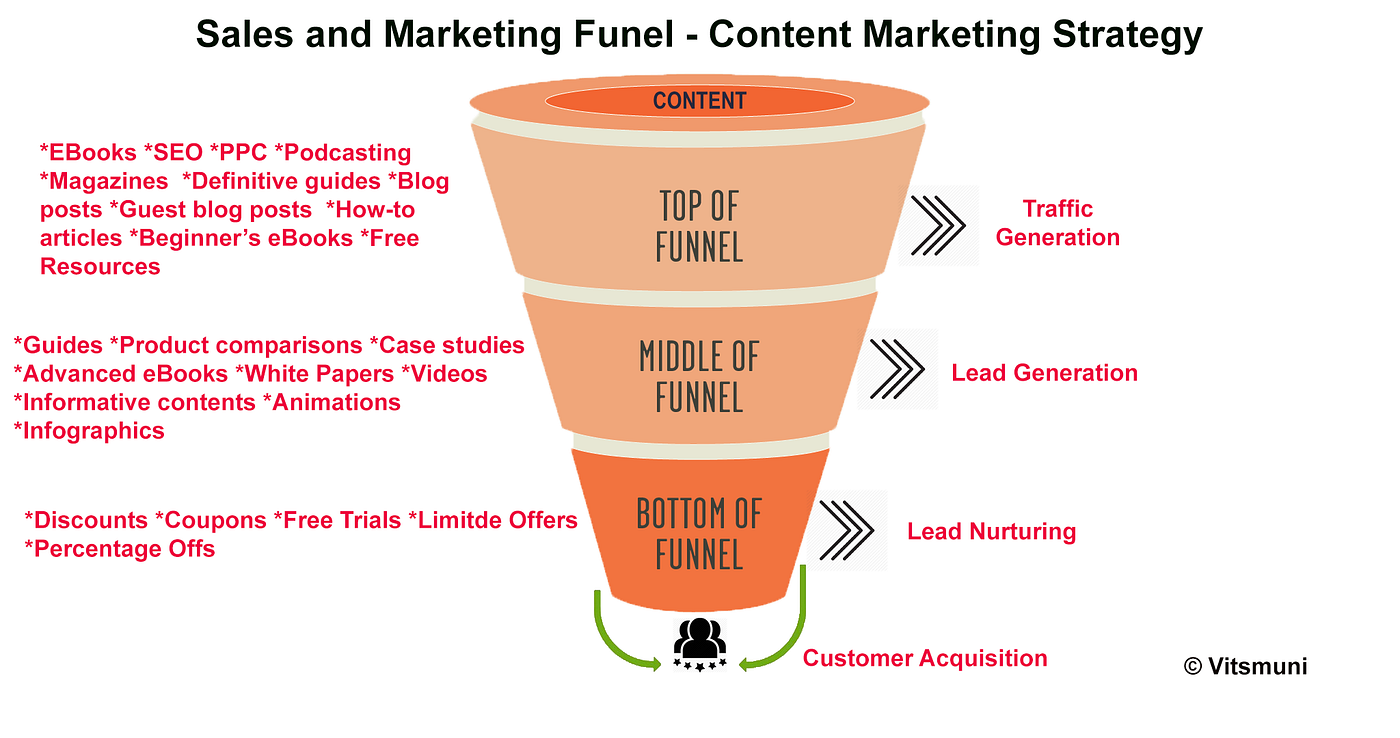 Sales and Marketing Funel - Content Marketing Strategy
CONTENT
*EBooks *SEO *PPC *Podcasting
*Magazines  *Definitive guides *Blog
posts *Guest blog posts  *How-to
articles *Beginner’s eBooks *Free
Resources
TOP OF
FUNNEL
Traffic
Generation
*Guides *Product comparisons *Case studies
*Advanced eBooks *White Papers *Videos
*Informative contents *Animations
*Infographics
MIDDLE OF
FUNNEL
Lead Generation
*Discounts *Coupons *Free Trials *Limitde Offers
*Percentage Offs
BOTTOM OF
FUNNEL
Lead Nurturing
Customer Acquisition
© Vitsmuni